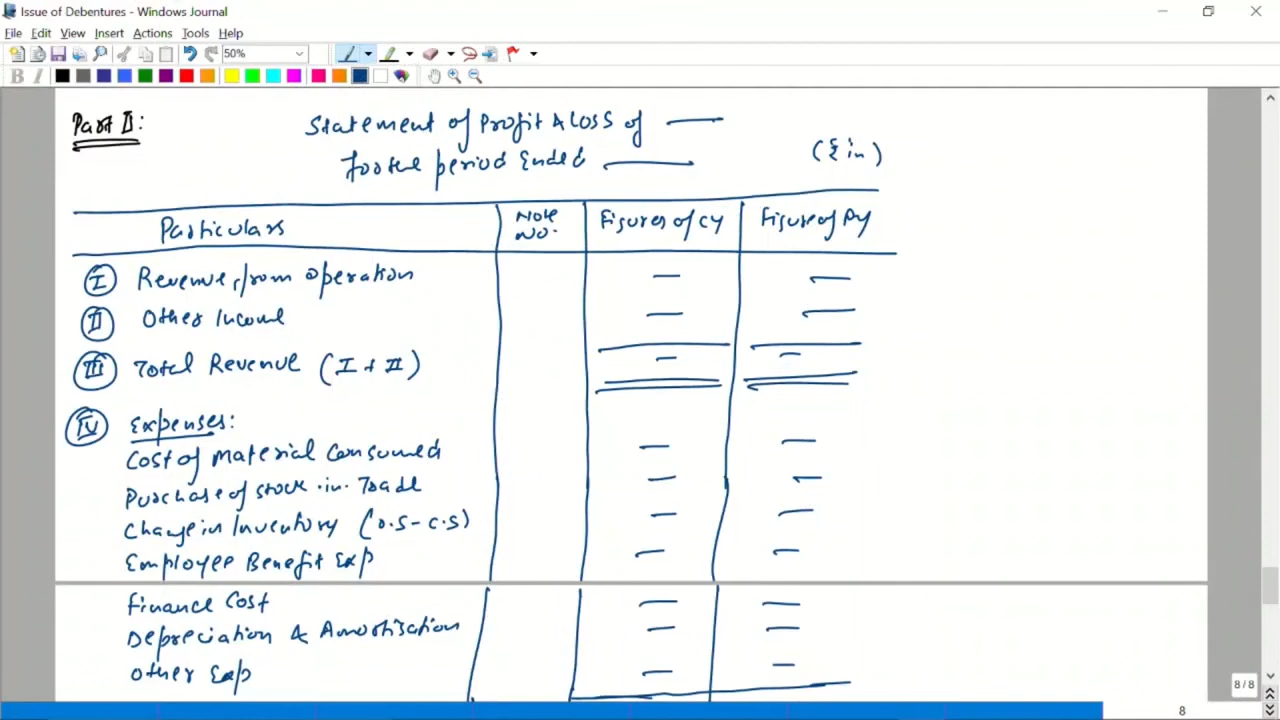 Issue of Debentures - Windows Journal
File Edit View Insert Actions Tools Help
50%
Part II:
Statement of Profit & Loss of —
for the period Ended —
(₹ in)
Particulars Note No. Figures of CY Figure of PY
I Revenue from operation — —
II Other Income — —
III Total Revenue (I + II) — —
IV Expenses:
Cost of Material Consumed — —
Purchase of stock-in-Trade — —
Change in Inventory (O.S - C.S) — —
Employee Benefit Exp — —
Finance Cost — —
Depreciation & Amortisation — —
Other Exp — —
8 / 8
8